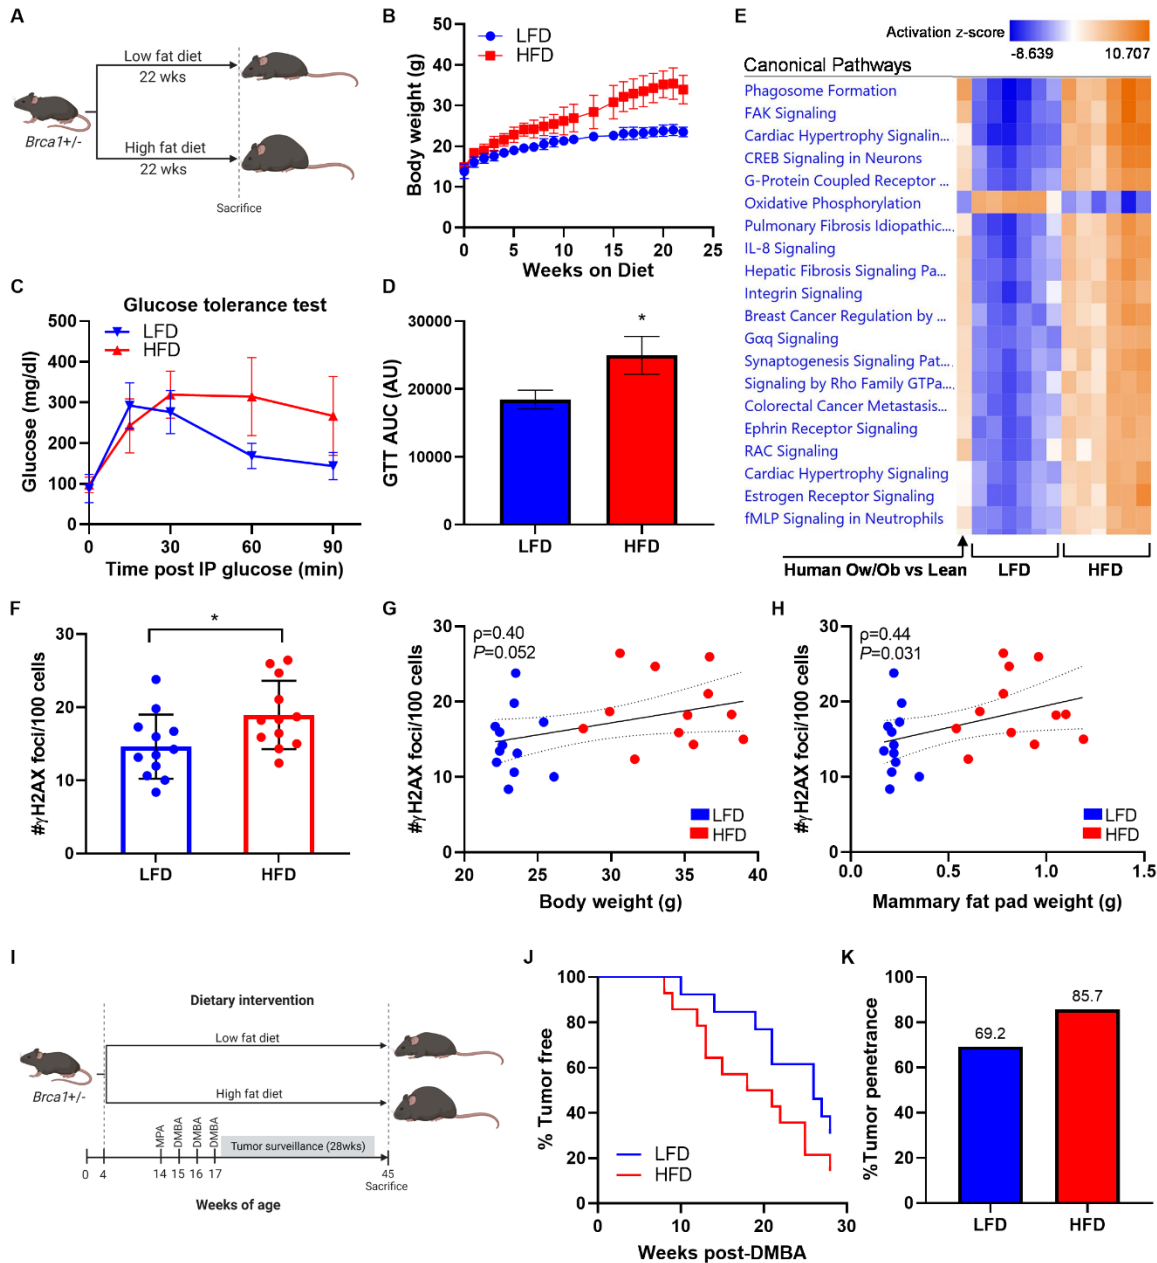 A
Low fat diet
22 wks
Brca1+/-
High fat diet
22 wks
Sacrifice
B
Body weight (g)
50
40
30
20
10
0
LFD
HFD
0 5 10 15 20 25
Weeks on Diet
C
Glucose tolerance test
Glucose (mg/dl)
500
400
300
200
100
0
LFD
HFD
0 30 60 90
Time post IP glucose (min)
D
GTT AUC (AU)
30000
20000
10000
0
*
LFD HFD
E
Activation z-score
-8.639 10.707
Canonical Pathways
Phagosome Formation
FAK Signaling
Cardiac Hypertrophy Signalin...
CREB Signaling in Neurons
G-Protein Coupled Receptor ...
Oxidative Phosphorylation
Pulmonary Fibrosis Idiopathic...
IL-8 Signaling
Hepatic Fibrosis Signaling Pa...
Integrin Signaling
Breast Cancer Regulation by ...
Gαq Signaling
Synaptogenesis Signaling Pat...
Signaling by Rho Family GTPa...
Colorectal Cancer Metastasis...
Ephrin Receptor Signaling
RAC Signaling
Cardiac Hypertrophy Signaling
Estrogen Receptor Signaling
fMLP Signaling in Neutrophils
Human Ow/Ob vs Lean LFD HFD
F
#γH2AX foci/100 cells
30
20
10
0
*
LFD HFD
G
#γH2AX foci/100 cells
30
20
10
0
ρ=0.40
P=0.052
LFD
HFD
20 25 30 35 40
Body weight (g)
H
#γH2AX foci/100 cells
30
20
10
0
ρ=0.44
P=0.031
LFD
HFD
0.0 0.5 1.0 1.5
Mammary fat pad weight (g)
I
Dietary intervention
Low fat diet
Brca1+/-
High fat diet
MPA
DMBA
DMBA
DMBA
Tumor surveillance (28wks)
0 4 14 15 16 17 45
Sacrifice
Weeks of age
J
% Tumor free
100
80
60
40
20
0
LFD
HFD
0 10 20 30
Weeks post-DMBA
K
%Tumor penetrance
100
80
60
40
20
0
69.2
85.7
LFD HFD